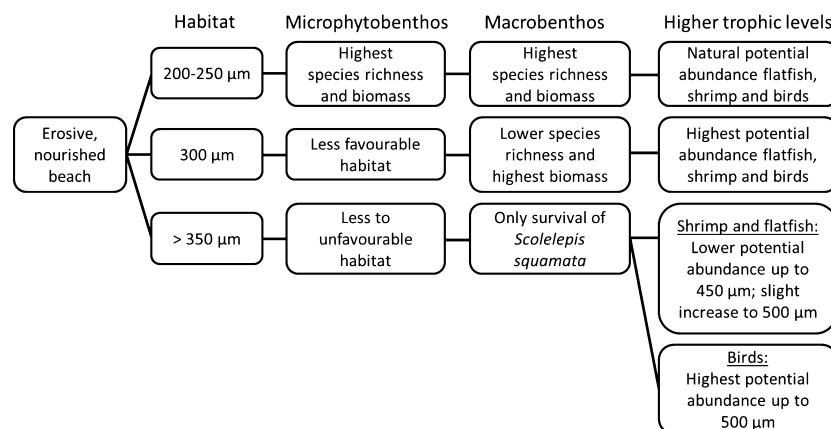 Habitat
Microphytobenthos
Macrobenthos
Higher trophic levels
Erosive,
nourished
beach
200-250 µm
Highest
species richness
and biomass
Highest
species richness
and biomass
Natural potential
abundance flatfish,
shrimp and birds
300 µm
Less favourable
habitat
Lower species
richness and
highest biomass
Highest potential
abundance flatfish,
shrimp and birds
> 350 µm
Less to
unfavourable
habitat
Only survival of
Scolelepis
squamata
Shrimp and flatfish:
Lower potential
abundance up to
450 µm; slight
increase to 500 µm
Birds:
Highest potential
abundance up to
500 µm